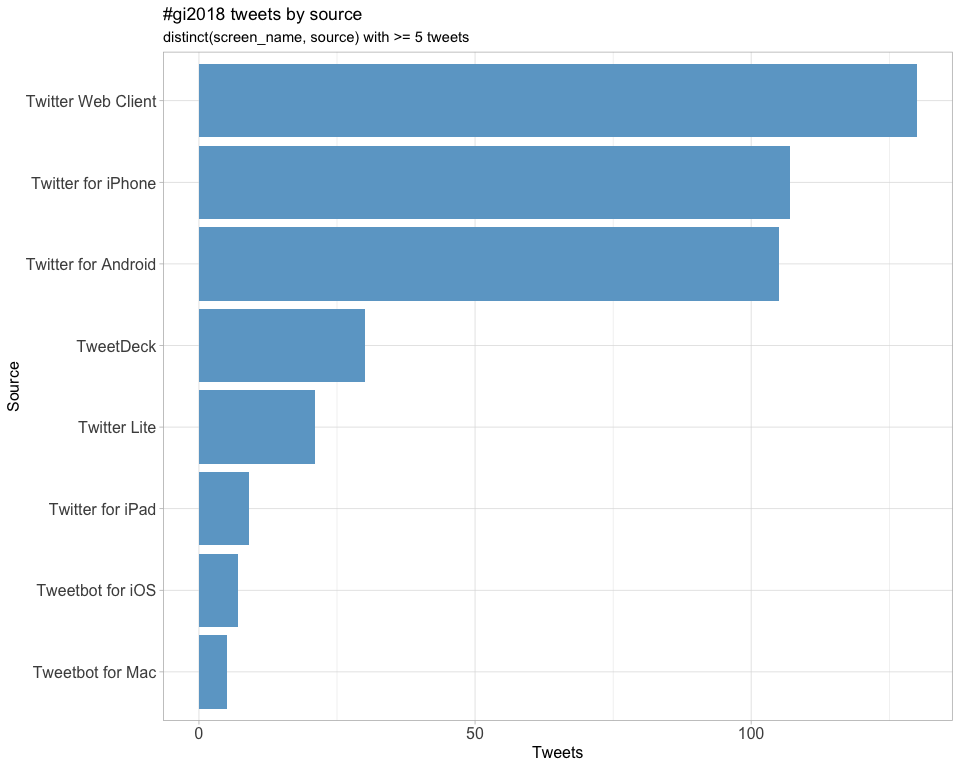 #gi2018 tweets by source
distinct(screen_name, source) with >= 5 tweets
Source
Twitter Web Client
Twitter for iPhone
Twitter for Android
TweetDeck
Twitter Lite
Twitter for iPad
Tweetbot for iOS
Tweetbot for Mac
0 50 100
Tweets